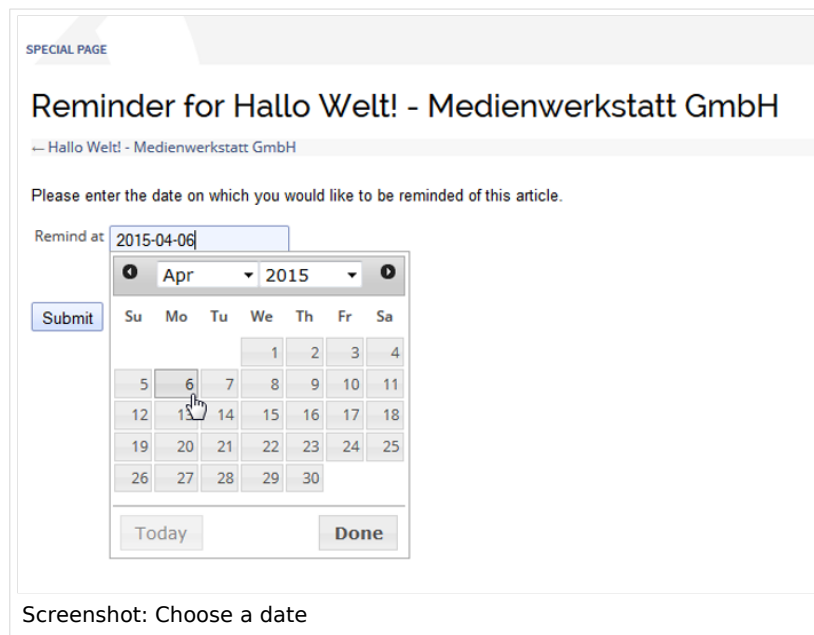 SPECIAL PAGE
Reminder for Hallo Welt! - Medienwerkstatt GmbH
← Hallo Welt! - Medienwerkstatt GmbH
Please enter the date on which you would like to be reminded of this article.
Remind at 2015-04-06
Apr 2015
Submit
Su Mo Tu We Th Fr Sa
1 2 3 4
5 6 7 8 9 10 11
12 13 14 15 16 17 18
19 20 21 22 23 24 25
26 27 28 29 30
Today Done
Screenshot: Choose a date